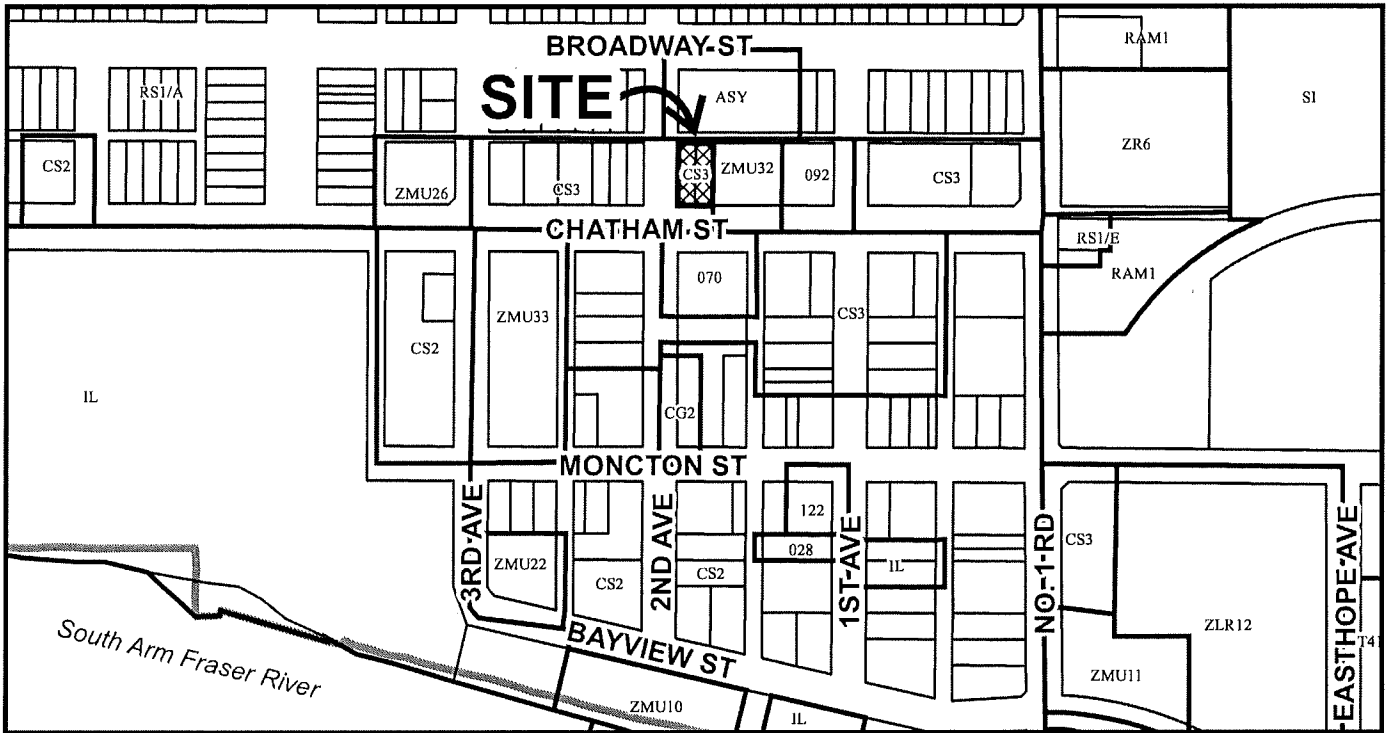 BROADWAY ST
RAM1
RS1/A
SITE
ASY
SI
ZR6
CS2
ZMU26
CS3
CS3
ZMU32
092
CS3
CHATHAM ST
RS1/E
RAM1
070
ZMU33
CS3
CS2
IL
CG2
MONCTON ST
3RD AVE
2ND AVE
1ST AVE
NO. 1 RD
EASTHOPE AVE
122
028
CS3
ZMU22
CS2
CS2
IL
ZLR12
BAYVIEW ST
South Arm Fraser River
ZMU11
ZMU10
IL